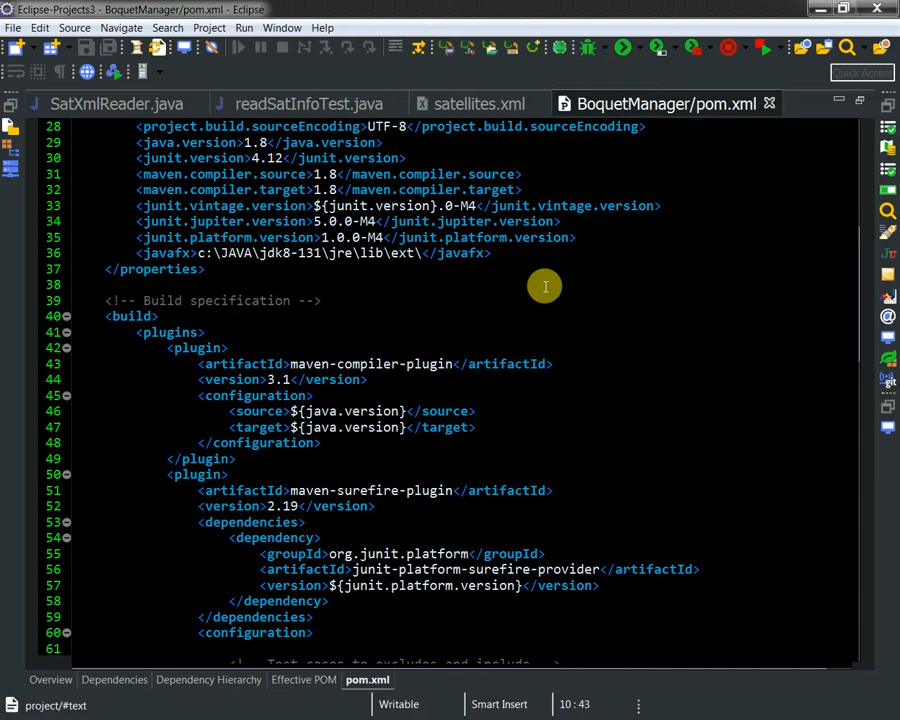 Eclipse-Projects3 - BoquetManager/pom.xml - Eclipse
File Edit Source Navigate Search Project Run Window Help
Quick Access
SatXmlReader.java readSatInfoTest.java satellites.xml BoquetManager/pom.xml
28 <project.build.sourceEncoding>UTF-8</project.build.sourceEncoding>
29 <java.version>1.8</java.version>
30 <junit.version>4.12</junit.version>
31 <maven.compiler.source>1.8</maven.compiler.source>
32 <maven.compiler.target>1.8</maven.compiler.target>
33 <junit.vintage.version>${junit.version}.0-M4</junit.vintage.version>
34 <junit.jupiter.version>5.0.0-M4</junit.jupiter.version>
35 <junit.platform.version>1.0.0-M4</junit.platform.version>
36 <javafx>c:\JAVA\jdk8-131\jre\lib\ext\</javafx>
37 </properties>
38
39 <!-- Build specification -->
40 <build>
41 <plugins>
42 <plugin>
43 <artifactId>maven-compiler-plugin</artifactId>
44 <version>3.1</version>
45 <configuration>
46 <source>${java.version}</source>
47 <target>${java.version}</target>
48 </configuration>
49 </plugin>
50 <plugin>
51 <artifactId>maven-surefire-plugin</artifactId>
52 <version>2.19</version>
53 <dependencies>
54 <dependency>
55 <groupId>org.junit.platform</groupId>
56 <artifactId>junit-platform-surefire-provider</artifactId>
57 <version>${junit.platform.version}</version>
58 </dependency>
59 </dependencies>
60 <configuration>
61
<!-- Test cases to excludes and include -->
Overview Dependencies Dependency Hierarchy Effective POM pom.xml
project/#text Writable Smart Insert 10 : 43